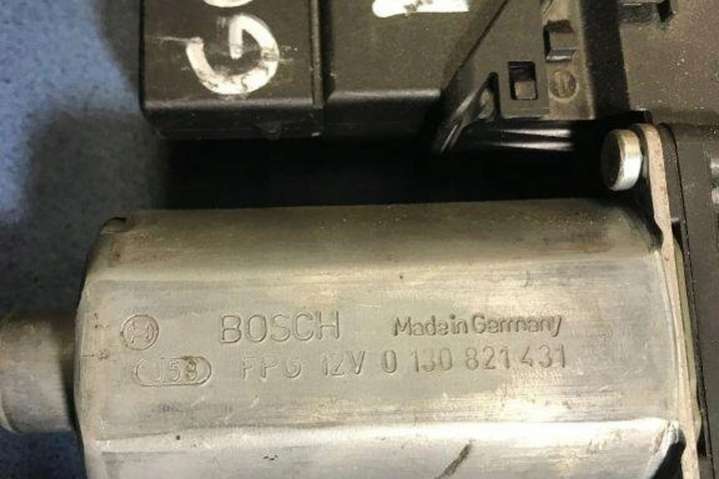 BOSCH Made in Germany
FPG 12V 0 130 821 431